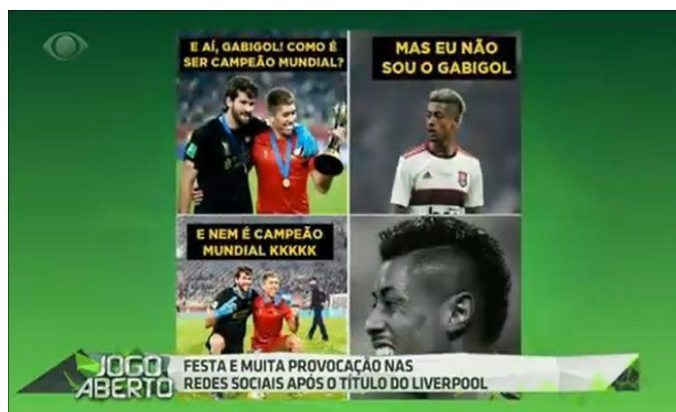 E AÍ, GABIGOL! COMO É
SER CAMPEÃO MUNDIAL?
MAS EU NÃO
SOU O GABIGOL
E NEM É CAMPEÃO
MUNDIAL KKKKK
JOGO
ABERTO
FESTA E MUITA PROVOCAÇÃO NAS
REDES SOCIAIS APÓS O TÍTULO DO LIVERPOOL